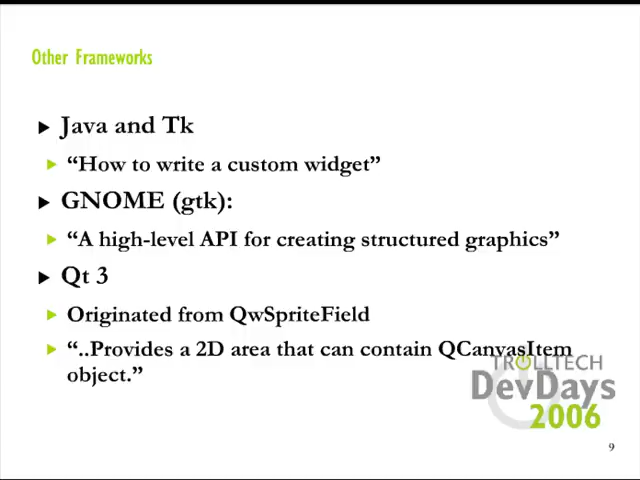 Other Frameworks
Java and Tk
“How to write a custom widget”
GNOME (gtk):
“A high-level API for creating structured graphics”
Qt 3
Originated from QwSpriteField
“..Provides a 2D area that can contain QCanvasItem
object.”
TROLLTECH
DevDays
2006
9